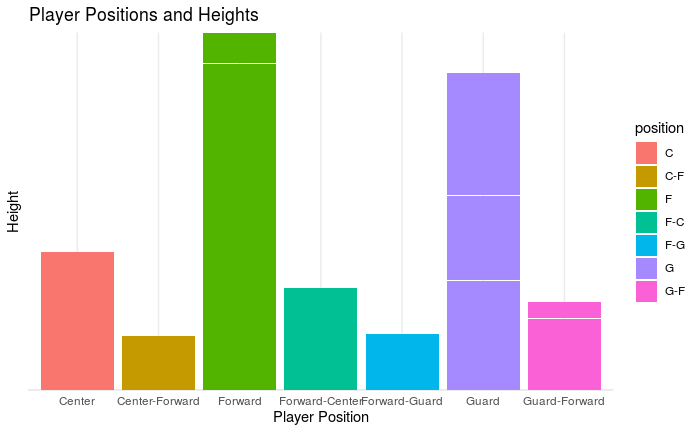 Player Positions and Heights
Height
position
C
C-F
F
F-C
F-G
G
G-F
Center Center-Forward Forward Forward-Center Forward-Guard Guard Guard-Forward
Player Position